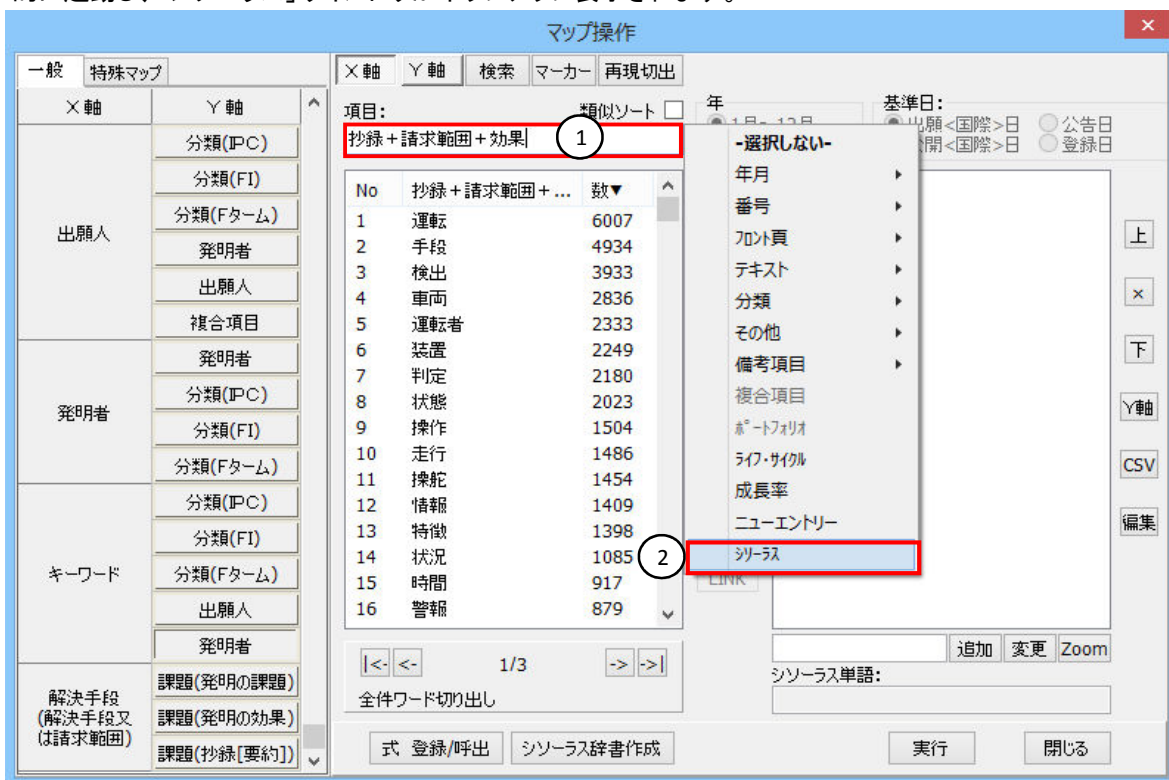 マップ操作
×
一般 特殊マップ
X軸 Y軸 検索 マーカー 再現切出
X軸 Y軸
項目: 類似ソート
年
基準日:
公告日
<国際>日 登録日
抄録+請求範囲+効果
1
出願人
分類(IPC)
分類(FI)
分類(Fターム)
発明者
出願人
複合項目
発明者
発明者
分類(IPC)
分類(FI)
分類(Fターム)
キーワード
分類(IPC)
分類(FI)
分類(Fターム)
出願人
発明者
解決手段
(解決手段又
は請求範囲)
課題(発明の課題)
課題(発明の効果)
課題(抄録[要約])
No 抄録+請求範囲+... 数▼
1 運転 6007
2 手段 4934
3 検出 3933
4 車両 2836
5 運転者 2333
6 装置 2249
7 判定 2180
8 状態 2023
9 操作 1504
10 走行 1486
11 操舵 1454
12 情報 1409
13 特徴 1398
14 状況 1085
15 時間 917
16 警報 879
|<- <- 1/3 -> ->|
全件ワード切り出し
-選択しない-
年月
番号
フロント頁
テキスト
分類
その他
備考項目
複合項目
ポートフォリオ
ライフ・サイクル
成長率
ニューエントリー
2
シソーラス
LINK
上
×
下
Y軸
CSV
編集
追加 変更 Zoom
シソーラス単語:
式 登録/呼出 シソーラス辞書作成 実行 閉じる